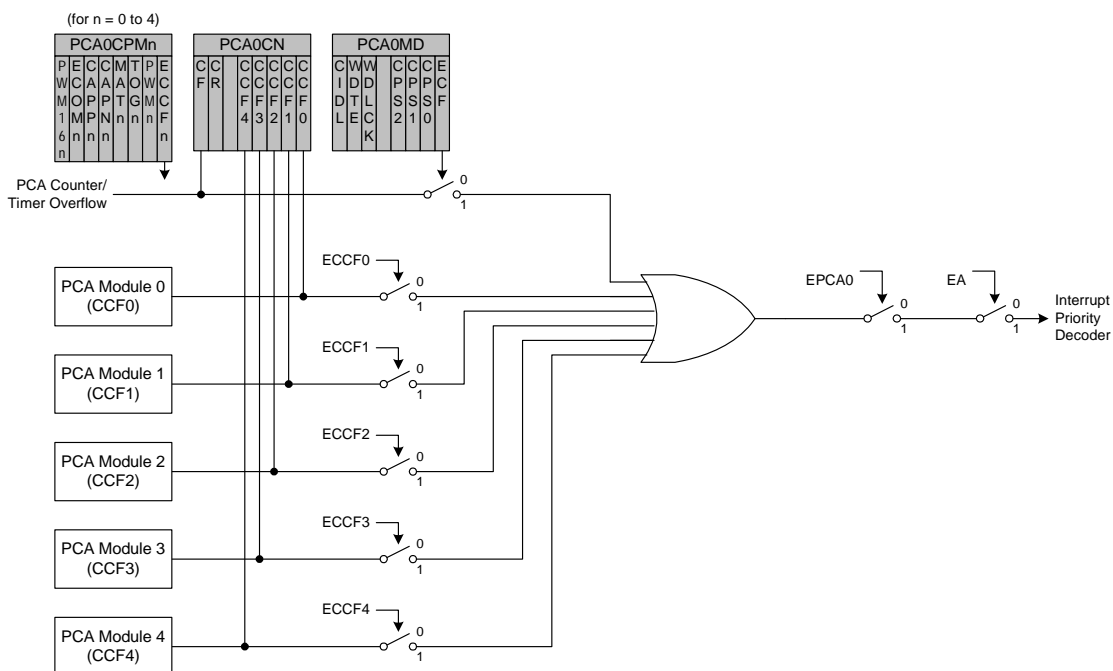 (for n = 0 to 4)
PCA0CPMn
PWM16n
ECOMn
CAPPn
CAPNn
MATn
TOGn
PWMn
ECCFn
PCA0CN
CF
CR
CCF4
CCF3
CCF2
CCF1
CCF0
PCA0MD
CIDL
WDTE
WDLCK
CPS2
CPS1
CPS0
ECF
PCA Counter/
Timer Overflow
0
1
PCA Module 0
(CCF0)
ECCF0
0
1
EPCA0
0
1
EA
0
1
Interrupt
Priority
Decoder
PCA Module 1
(CCF1)
ECCF1
0
1
PCA Module 2
(CCF2)
ECCF2
0
1
PCA Module 3
(CCF3)
ECCF3
0
1
PCA Module 4
(CCF4)
ECCF4
0
1